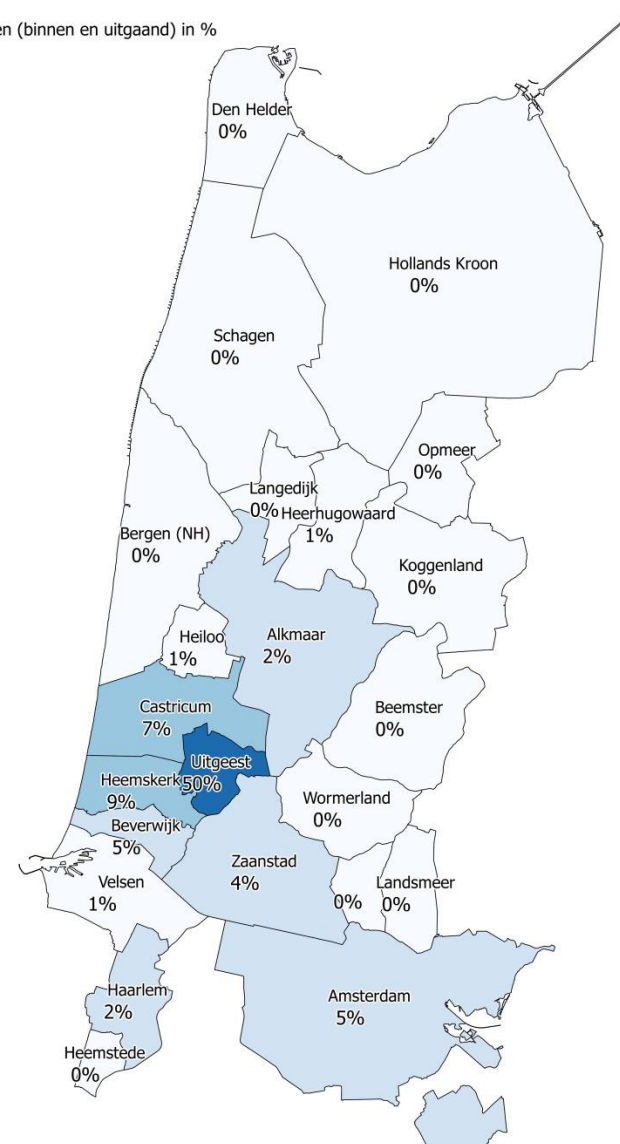 en (binnen en uitgaand) in %
Den Helder
0%
Hollands Kroon
0%
Schagen
0%
Opmeer
0%
Langedijk
0%
Heerhugowaard
1%
Bergen (NH)
0%
Koggenland
0%
Heiloo
1%
Alkmaar
2%
Castricum
7%
Beemster
0%
Uitgeest
50%
Heemskerk
9%
Wormerland
0%
Beverwijk
5%
Zaanstad
4%
Velsen
1%
0%
Landsmeer
0%
Haarlem
2%
Amsterdam
5%
Heemstede
0%